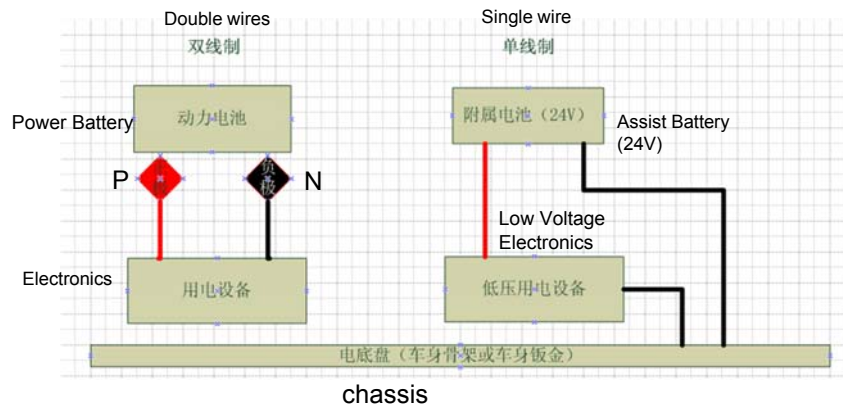 Double wires
Single wire
双线制
单线制
Power Battery
动力电池
附属电池（24V）
Assist Battery
(24V)
P
负极
N
Low Voltage
Electronics
Electronics
用电设备
低压用电设备
电底盘（车身骨架或车身钣金）
chassis